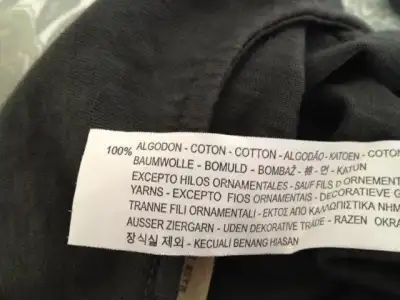 100% ALGODON - COTON - COTTON - ALGODÃO - KATOEN - COTON
BAUMWOLLE - BOMULD - BOMBAŽ - 棉 - 면 - KATUN
EXCEPTO HILOS ORNAMENTALES - SAUF FILS D'ORNEMENT
YARNS - EXCEPTO FIOS ORNAMENTAIS - DECORATIEVE G
TRANNE FILI ORNAMENTALI - ΕΚΤΟΣ ΑΠΟ ΚΑΛΛΩΠΙΣΤΙΚΑ ΝΗΜ
AUSSER ZIERGARN - UDEN DEKORATIVE TRÅDE - RAZEN OKRA
장식실 제외 - KECUALI BENANG HIASAN